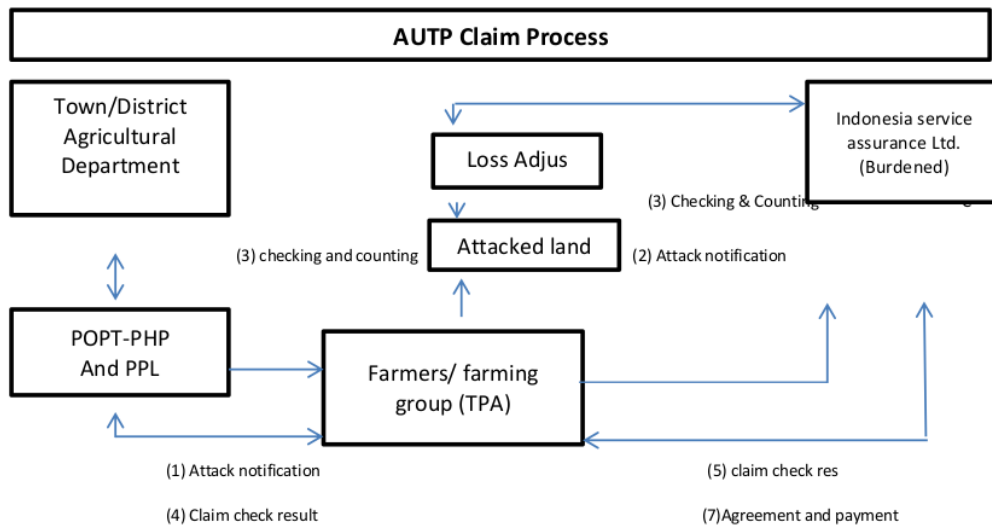 AUTP Claim Process
Town/District
Agricultural
Department
Indonesia service
assurance Ltd.
(Burdened)
Loss Adjus
(3) Checking & Counting
Attacked land
(3) checking and counting
(2) Attack notification
POPT-PHP
And PPL
Farmers/ farming
group (TPA)
(1) Attack notification
(5) claim check res
(4) Claim check result
(7)Agreement and payment